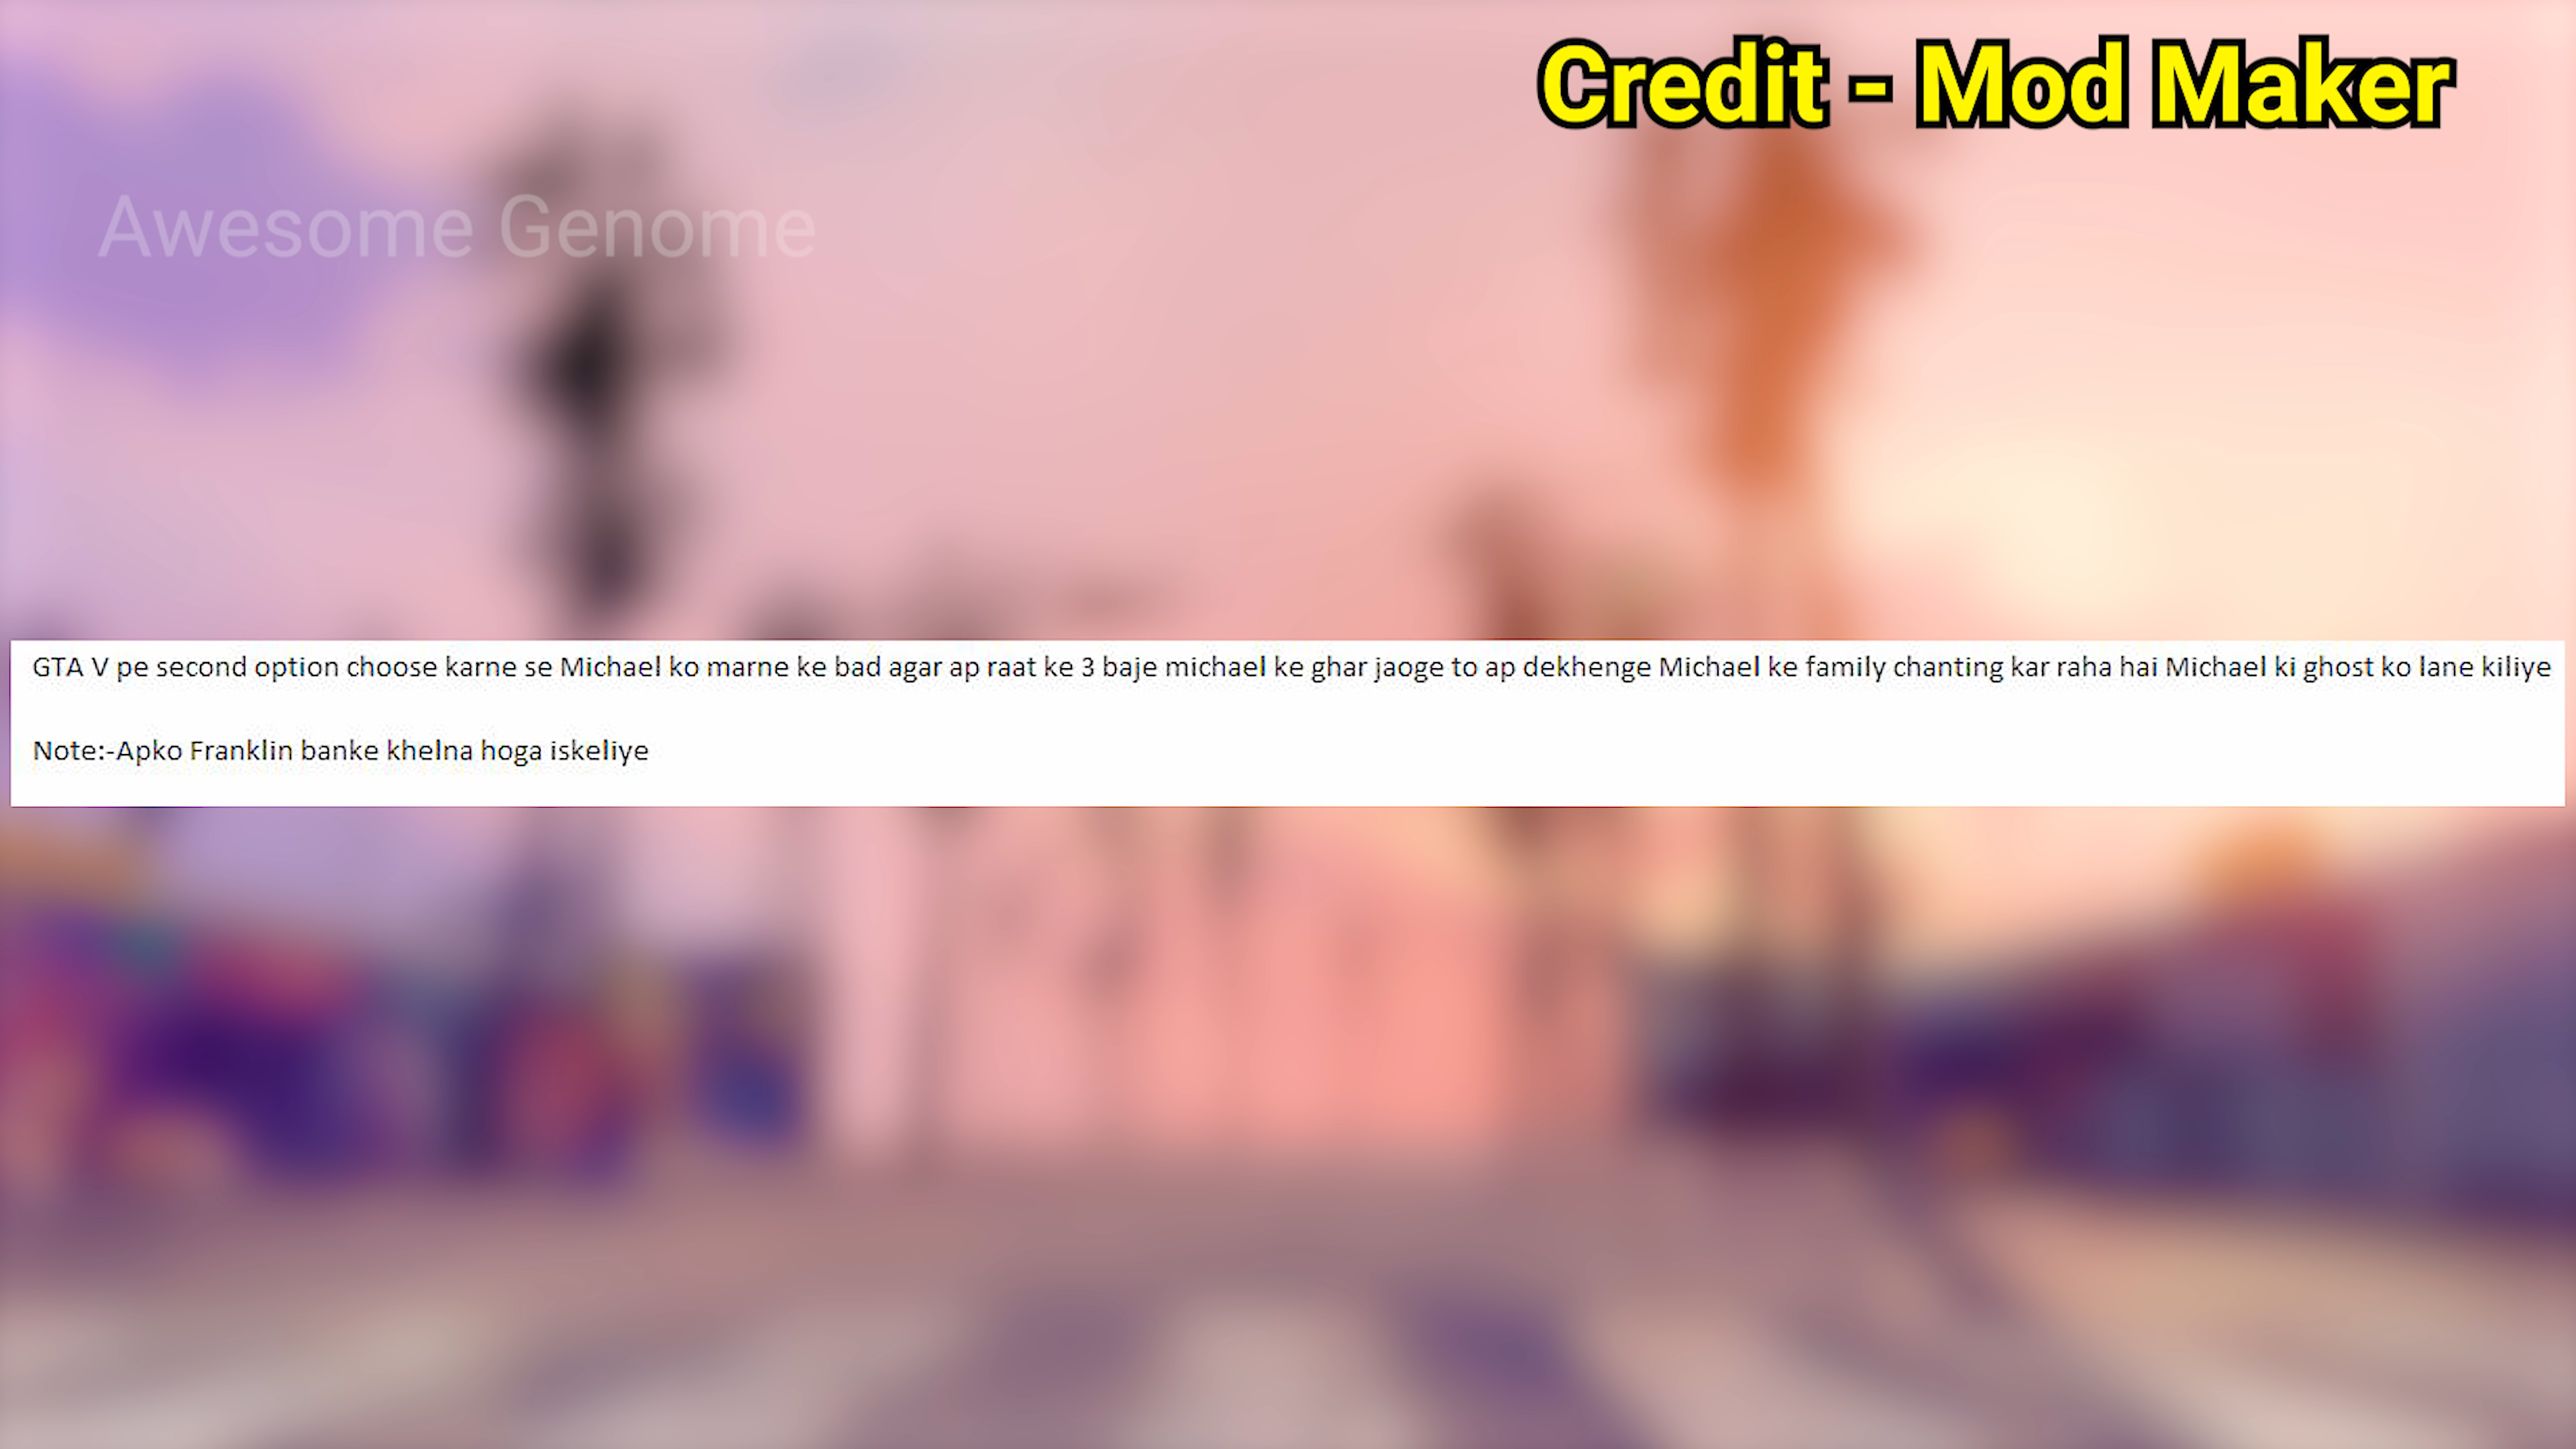 Credit - Mod Maker
Awesome Genome
GTA V pe second option choose karne se Michael ko marne ke bad agar ap raat ke 3 baje michael ke ghar jaoge to ap dekhenge Michael ke family chanting kar raha hai Michael ki ghost ko lane kiliye
Note:-Apko Franklin banke khelna hoga iskeliye